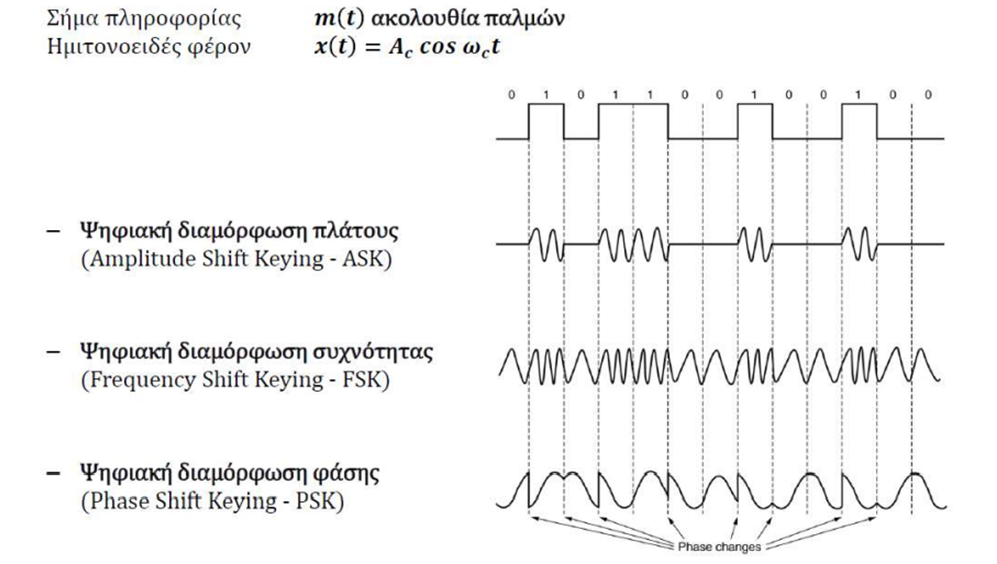 Σήμα πληροφορίας m(t) ακολουθία παλμών
Ημιτονοειδές φέρον x(t) = A_c cos ω_c t
0 1 0 1 1 0 0 1 0 0 1 0 0
– Ψηφιακή διαμόρφωση πλάτους
(Amplitude Shift Keying - ASK)
– Ψηφιακή διαμόρφωση συχνότητας
(Frequency Shift Keying - FSK)
– Ψηφιακή διαμόρφωση φάσης
(Phase Shift Keying - PSK)
Phase changes